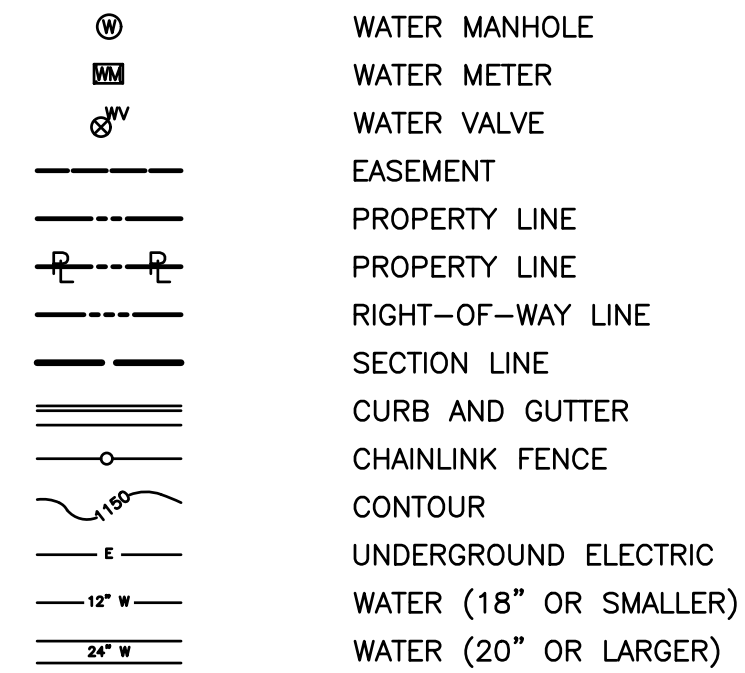 W WATER MANHOLE
WM WATER METER
WV WATER VALVE
EASEMENT
PROPERTY LINE
PL PL PROPERTY LINE
RIGHT-OF-WAY LINE
SECTION LINE
CURB AND GUTTER
CHAINLINK FENCE
1150 CONTOUR
E UNDERGROUND ELECTRIC
12" W WATER (18" OR SMALLER)
24" W WATER (20" OR LARGER)